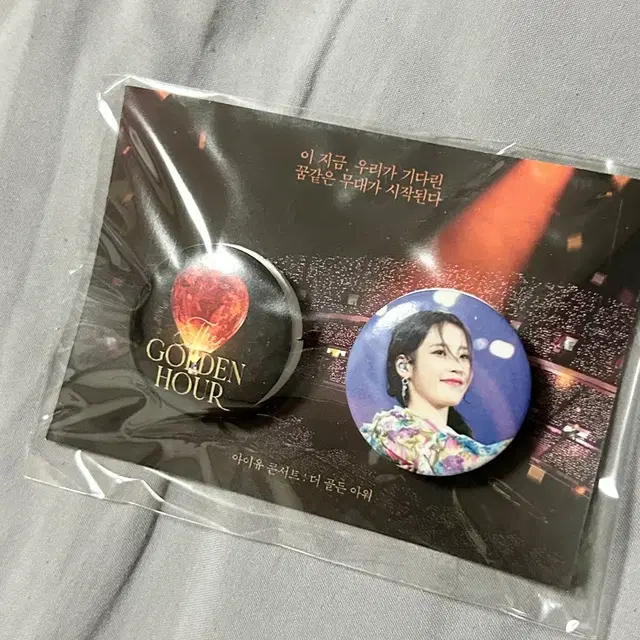 이 지금, 우리가 기다린
꿈같은 무대가 시작된다
The
GOLDEN
HOUR
아이유 콘서트 : 더 골든 아워